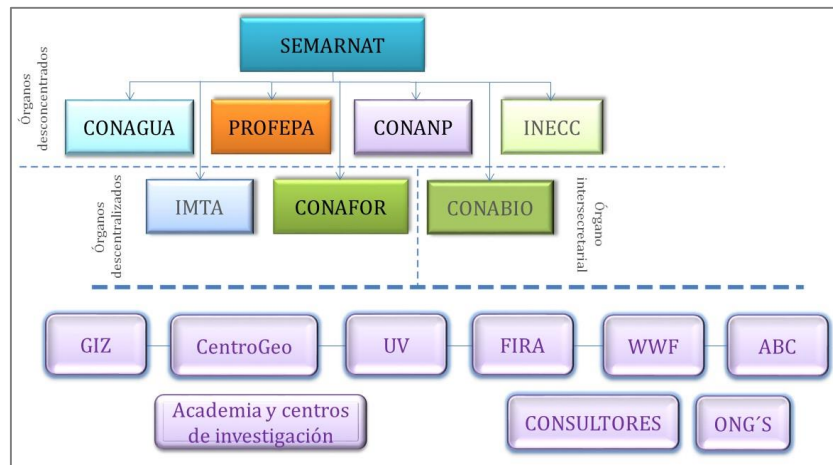 SEMARNAT
Órganos
desconcentrados
CONAGUA
PROFEPA
CONANP
INECC
Órganos
descentralizados
IMTA
CONAFOR
CONABIO
Órgano
intersecretarial
GIZ
CentroGeo
UV
FIRA
WWF
ABC
Academia y centros
de investigación
CONSULTORES
ONG´S